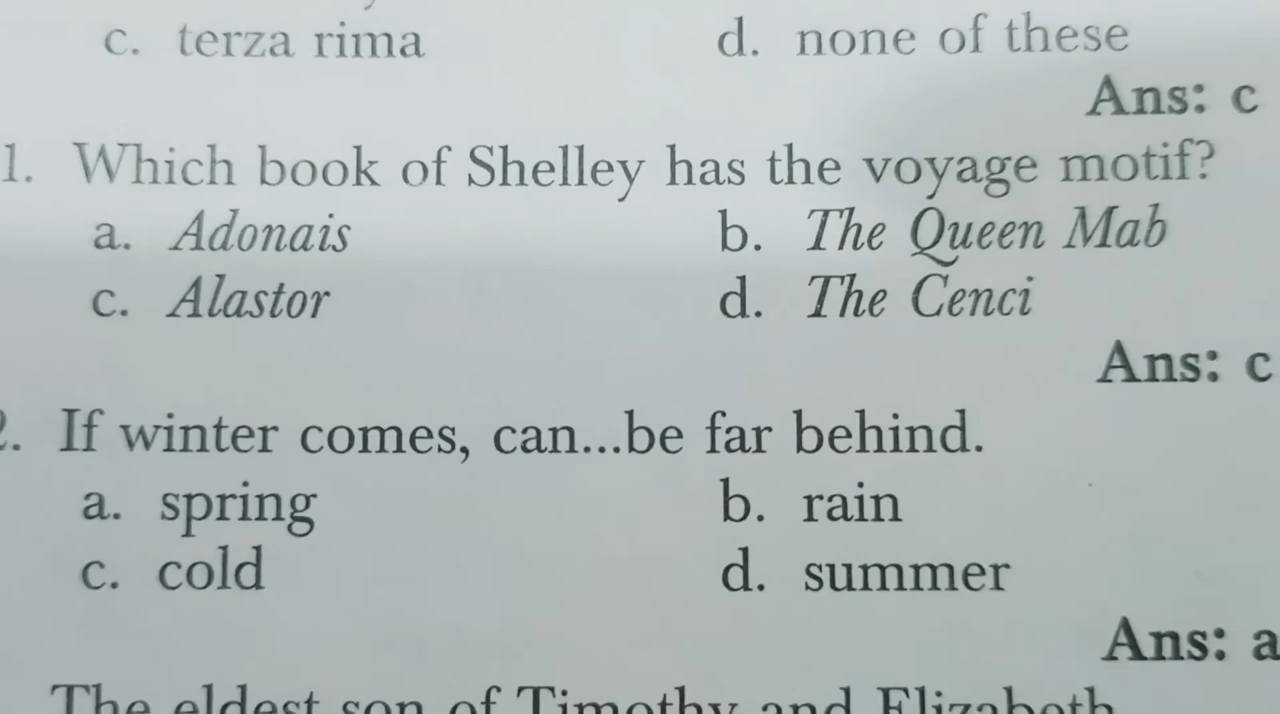 c. terza rima d. none of these
Ans: c
1. Which book of Shelley has the voyage motif?
a. Adonais b. The Queen Mab
c. Alastor d. The Cenci
Ans: c
2. If winter comes, can...be far behind.
a. spring b. rain
c. cold d. summer
Ans: a
The eldest son of Timothy and Elizabeth